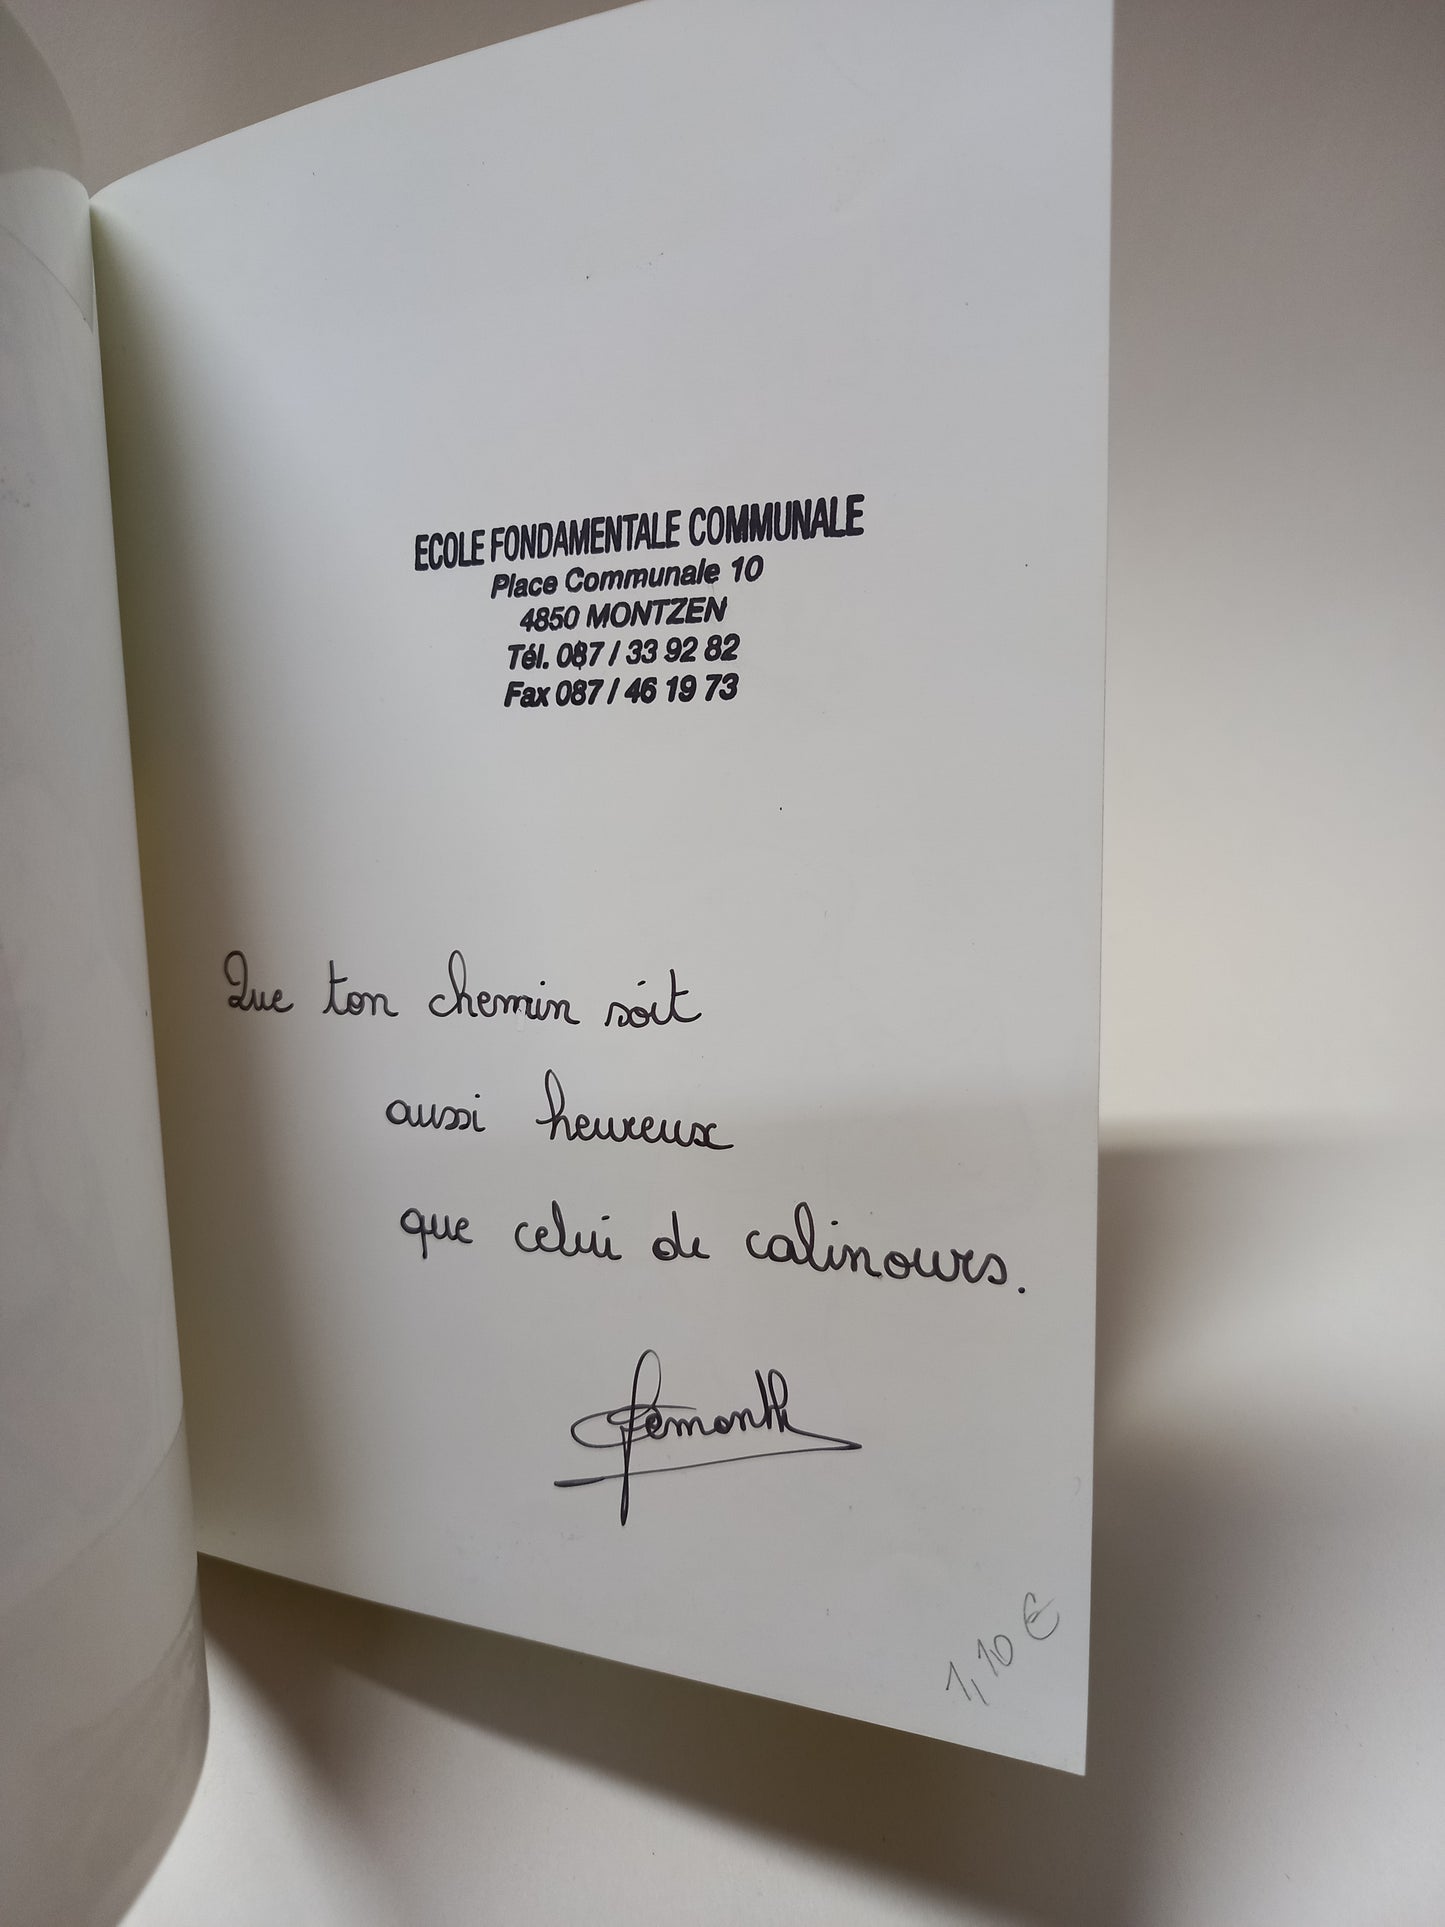 ECOLE FONDAMENTALE COMMUNALE
Place Communale 10
4850 MONTZEN
Tél. 087 / 33 92 82
Fax 087 / 46 19 73
Que ton chemin soit
aussi heureux
que celui de calinours.
1,10 €